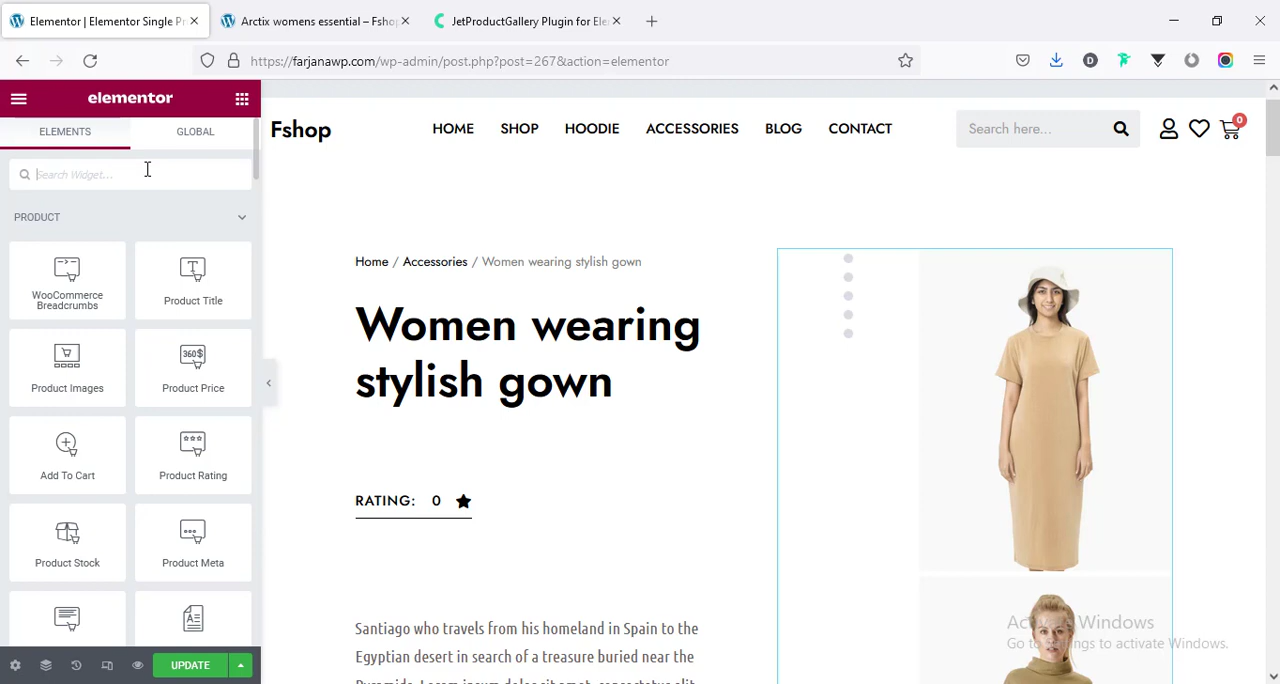 Elementor | Elementor Single Pr
Arctix womens essential – Fsho
JetProductGallery Plugin for Ele
https://farjanawp.com/wp-admin/post.php?post=267&action=elementor
elementor
ELEMENTS
GLOBAL
Search Widget...
PRODUCT
WooCommerce
Breadcrumbs
Product Title
Product Images
360$
Product Price
Add To Cart
Product Rating
Product Stock
Product Meta
UPDATE
Fshop
HOME
SHOP
HOODIE
ACCESSORIES
BLOG
CONTACT
Search here...
0
Home / Accessories / Women wearing stylish gown
Women wearing
stylish gown
RATING: 0
Santiago who travels from his homeland in Spain to the
Egyptian desert in search of a treasure buried near the
Activate Windows
Go to Settings to activate Windows.